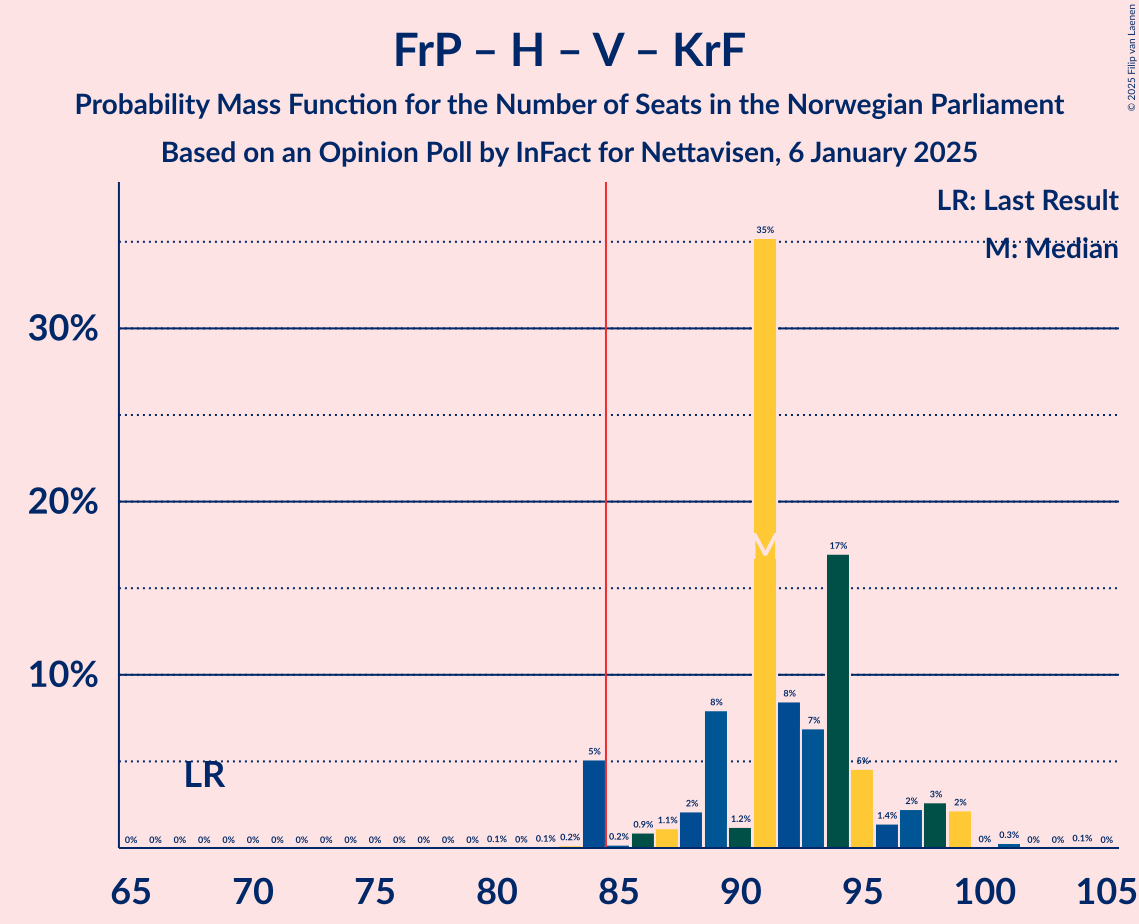 FrP – H – V – KrF
Probability Mass Function for the Number of Seats in the Norwegian Parliament
Based on an Opinion Poll by InFact for Nettavisen, 6 January 2025
© 2025 Filip van Laenen
LR: Last Result
M: Median
30%
20%
10%
LR
M
0% 0% 0% 0% 0% 0% 0% 0% 0% 0% 0% 0% 0% 0% 0% 0.1% 0% 0.1% 0.2% 5% 0.2% 0.9% 1.1% 2% 8% 1.2% 35% 8% 7% 17% 5% 1.4% 2% 3% 2% 0% 0.3% 0% 0% 0.1% 0%
65 70 75 80 85 90 95 100 105